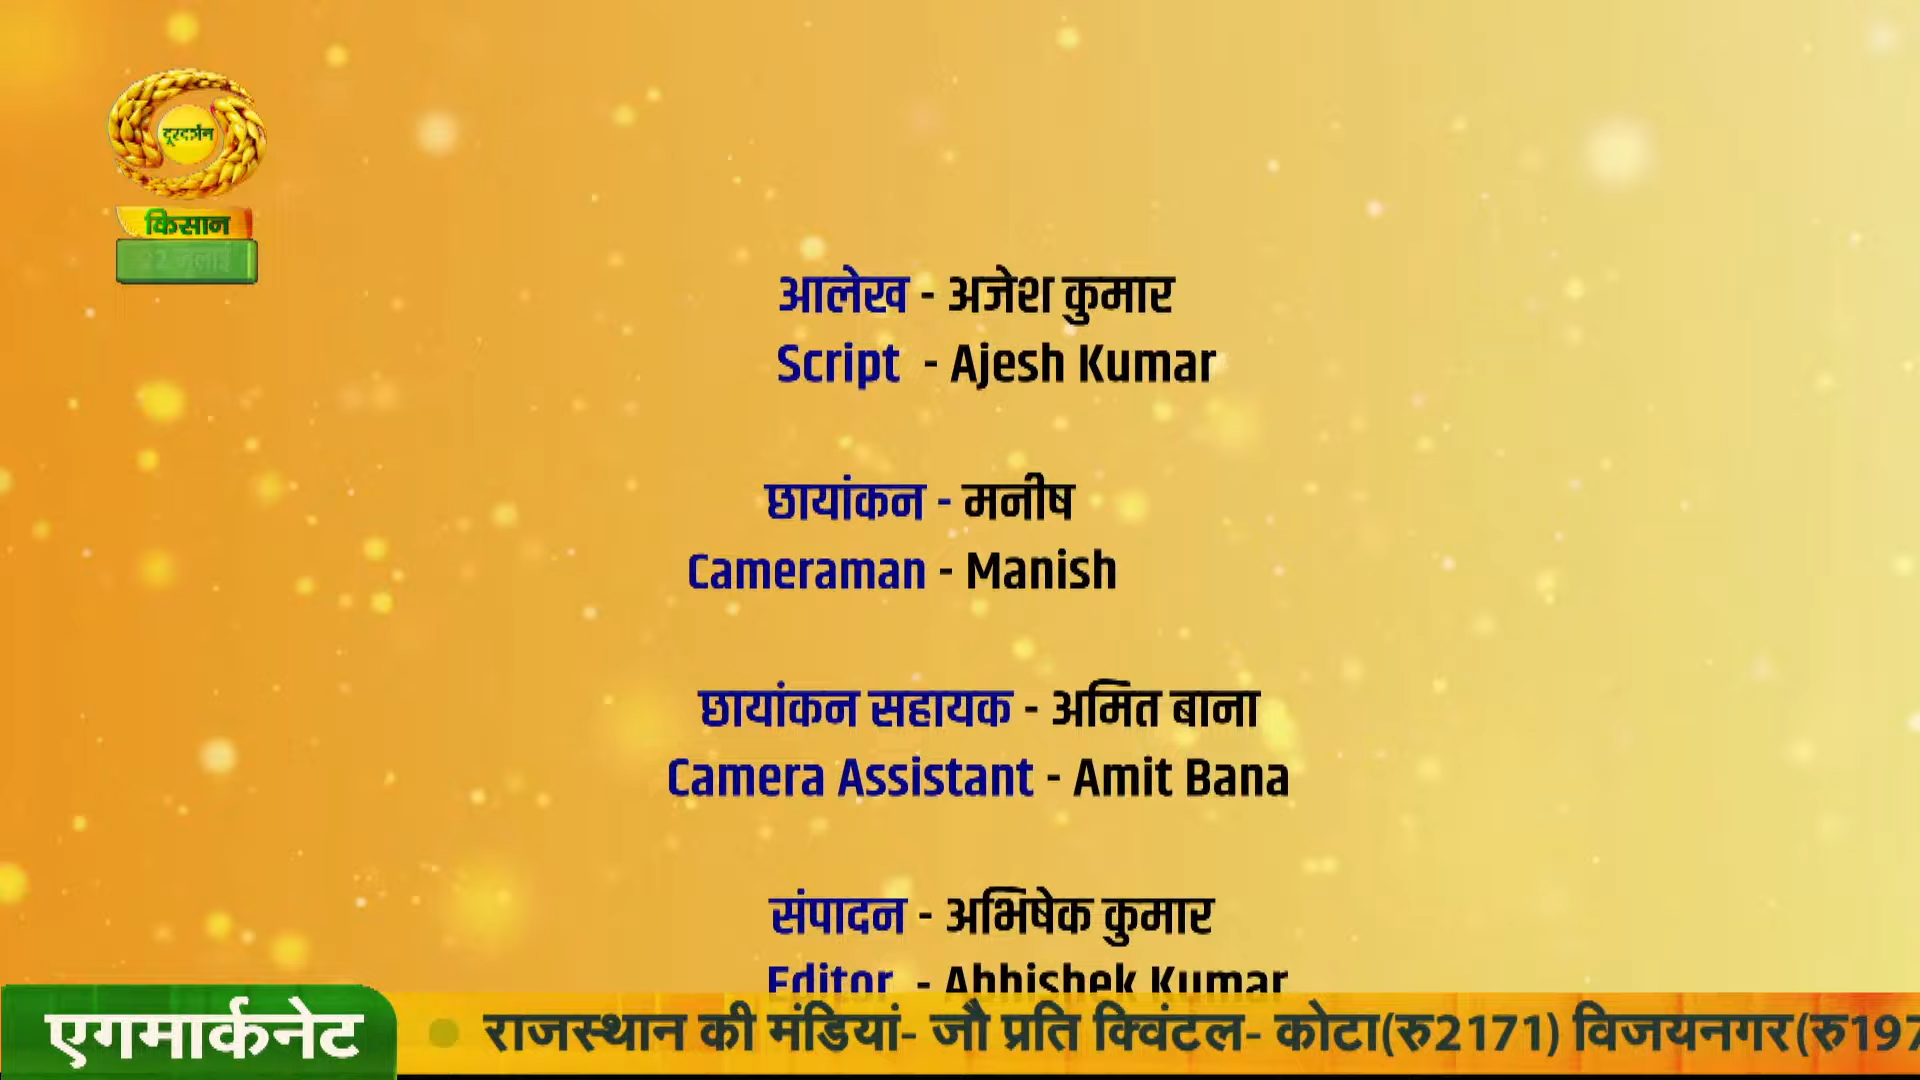 दूरदर्शन
किसान
22 जुलाई
आलेख - अजेश कुमार
Script - Ajesh Kumar
छायांकन - मनीष
Cameraman - Manish
छायांकन सहायक - अमित बाना
Camera Assistant - Amit Bana
संपादन - अभिषेक कुमार
Editor - Abhishek Kumar
एगमार्कनेट
राजस्थान की मंडियां- जौ प्रति क्विंटल- कोटा(रु2171) विजयनगर(रु197